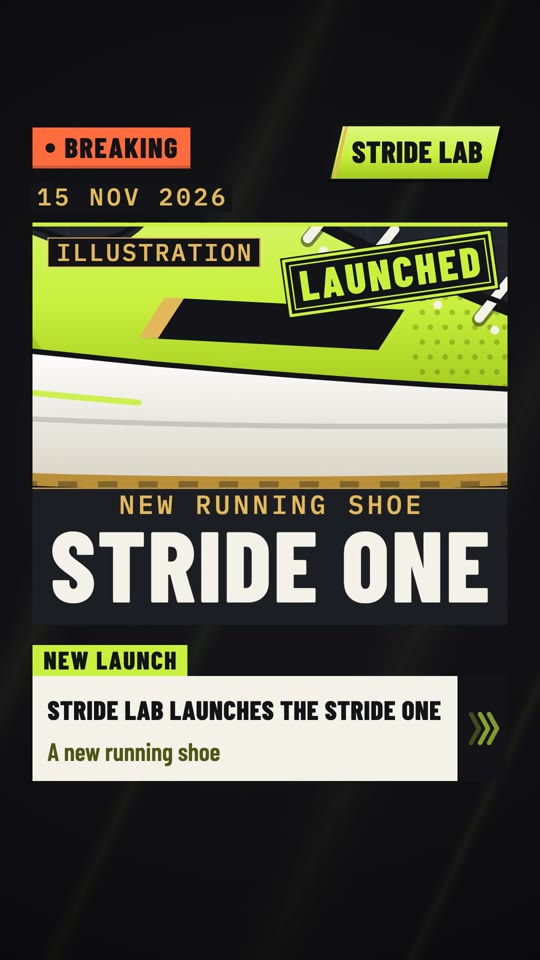 • BREAKING
STRIDE LAB
15 NOV 2026
ILLUSTRATION
LAUNCHED
NEW RUNNING SHOE
STRIDE ONE
NEW LAUNCH
STRIDE LAB LAUNCHES THE STRIDE ONE
A new running shoe